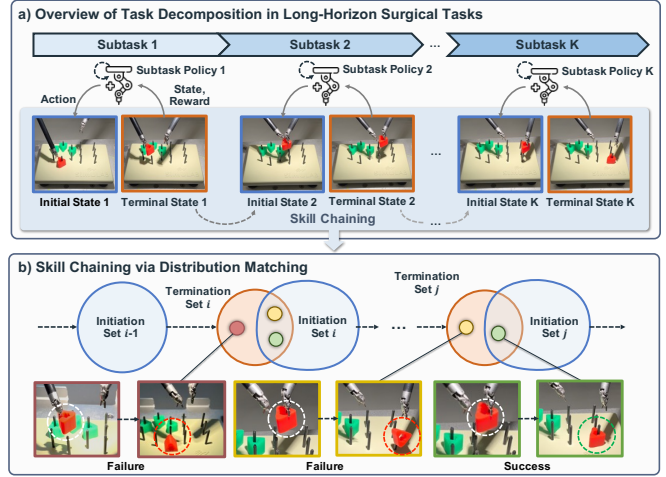 a) Overview of Task Decomposition in Long-Horizon Surgical Tasks
Subtask 1
Subtask 2
...
Subtask K
Subtask Policy 1
Subtask Policy 2
Subtask Policy K
Action
State,
Reward
...
Initial State 1
Terminal State 1
Initial State 2
Terminal State 2
Initial State K
Terminal State K
Skill Chaining
...
b) Skill Chaining via Distribution Matching
Initiation
Set i-1
Termination
Set i
Initiation
Set i
...
Termination
Set j
Initiation
Set j
Failure
Failure
Success